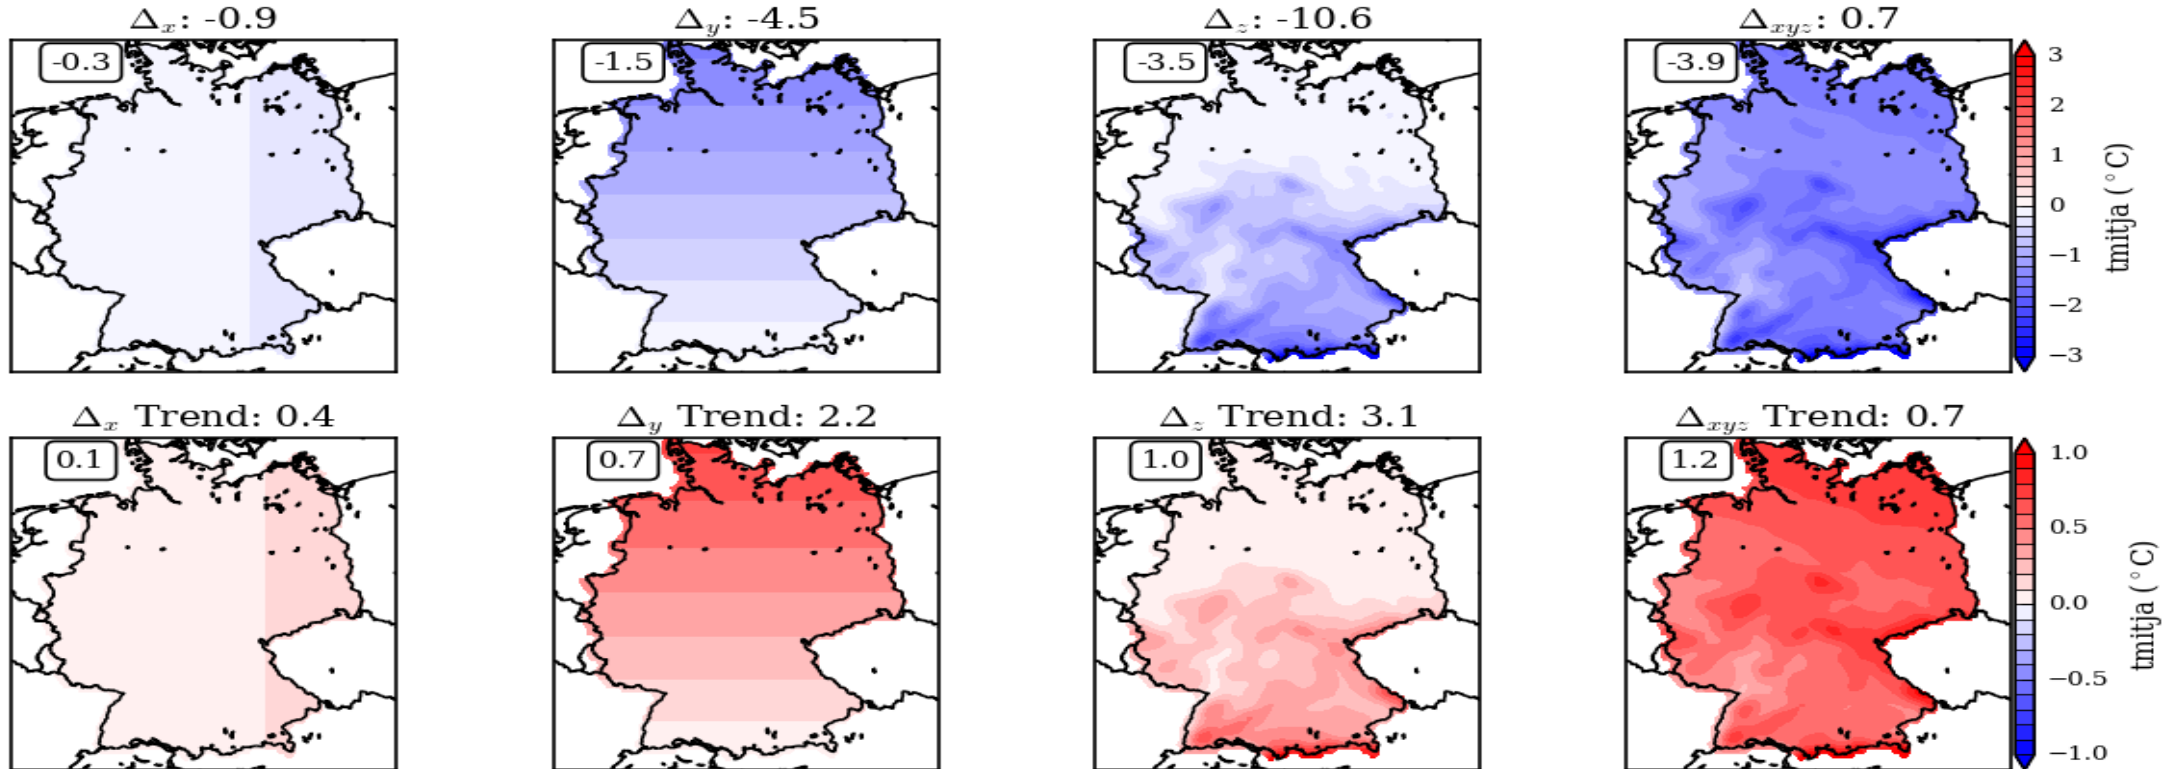 Δx: -0.9
Δy: -4.5
Δz: -10.6
Δxyz: 0.7
-0.3
-1.5
-3.5
-3.9
3
2
1
0
−1
−2
−3
tmitja (°C)
Δx Trend: 0.4
Δy Trend: 2.2
Δz Trend: 3.1
Δxyz Trend: 0.7
0.1
0.7
1.0
1.2
1.0
0.5
0.0
−0.5
−1.0
tmitja (°C)